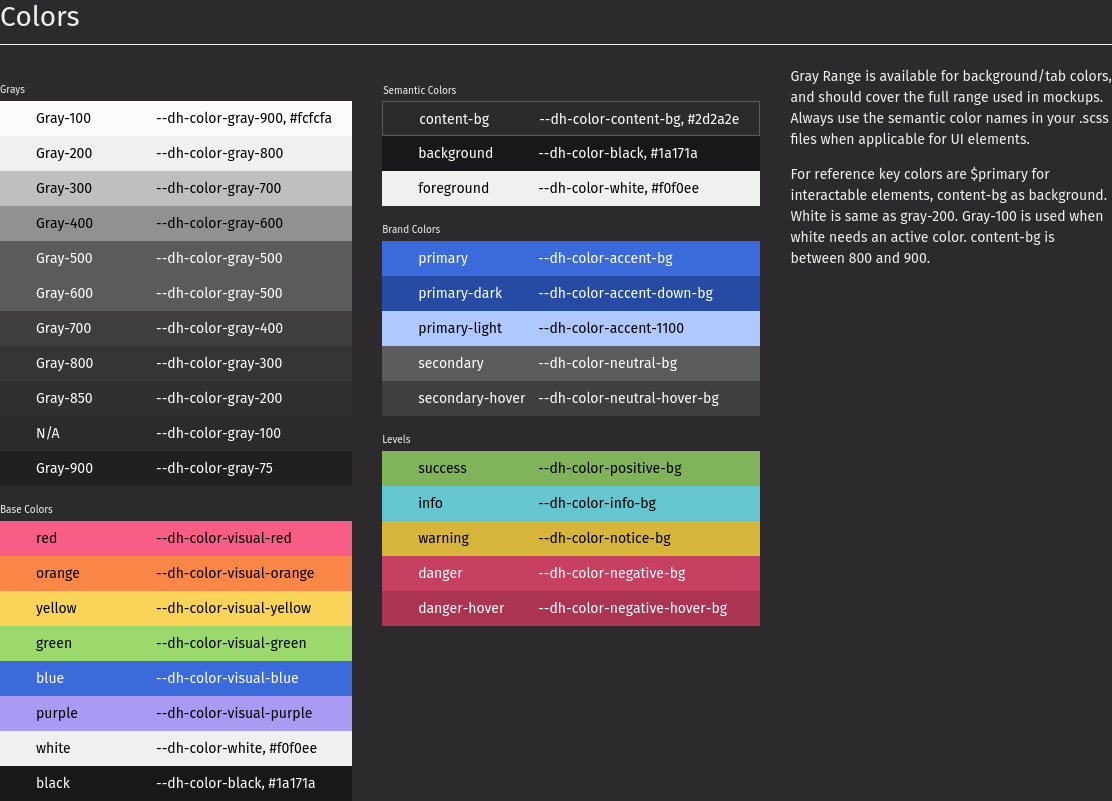 Colors
Grays
Gray-100 --dh-color-gray-900, #fcfcfa
Gray-200 --dh-color-gray-800
Gray-300 --dh-color-gray-700
Gray-400 --dh-color-gray-600
Gray-500 --dh-color-gray-500
Gray-600 --dh-color-gray-500
Gray-700 --dh-color-gray-400
Gray-800 --dh-color-gray-300
Gray-850 --dh-color-gray-200
N/A --dh-color-gray-100
Gray-900 --dh-color-gray-75
Base Colors
red --dh-color-visual-red
orange --dh-color-visual-orange
yellow --dh-color-visual-yellow
green --dh-color-visual-green
blue --dh-color-visual-blue
purple --dh-color-visual-purple
white --dh-color-white, #f0f0ee
black --dh-color-black, #1a171a
Semantic Colors
content-bg --dh-color-content-bg, #2d2a2e
background --dh-color-black, #1a171a
foreground --dh-color-white, #f0f0ee
Brand Colors
primary --dh-color-accent-bg
primary-dark --dh-color-accent-down-bg
primary-light --dh-color-accent-1100
secondary --dh-color-neutral-bg
secondary-hover --dh-color-neutral-hover-bg
Levels
success --dh-color-positive-bg
info --dh-color-info-bg
warning --dh-color-notice-bg
danger --dh-color-negative-bg
danger-hover --dh-color-negative-hover-bg
Gray Range is available for background/tab colors,
and should cover the full range used in mockups.
Always use the semantic color names in your .scss
files when applicable for UI elements.
For reference key colors are $primary for
interactable elements, content-bg as background.
White is same as gray-200. Gray-100 is used when
white needs an active color. content-bg is
between 800 and 900.